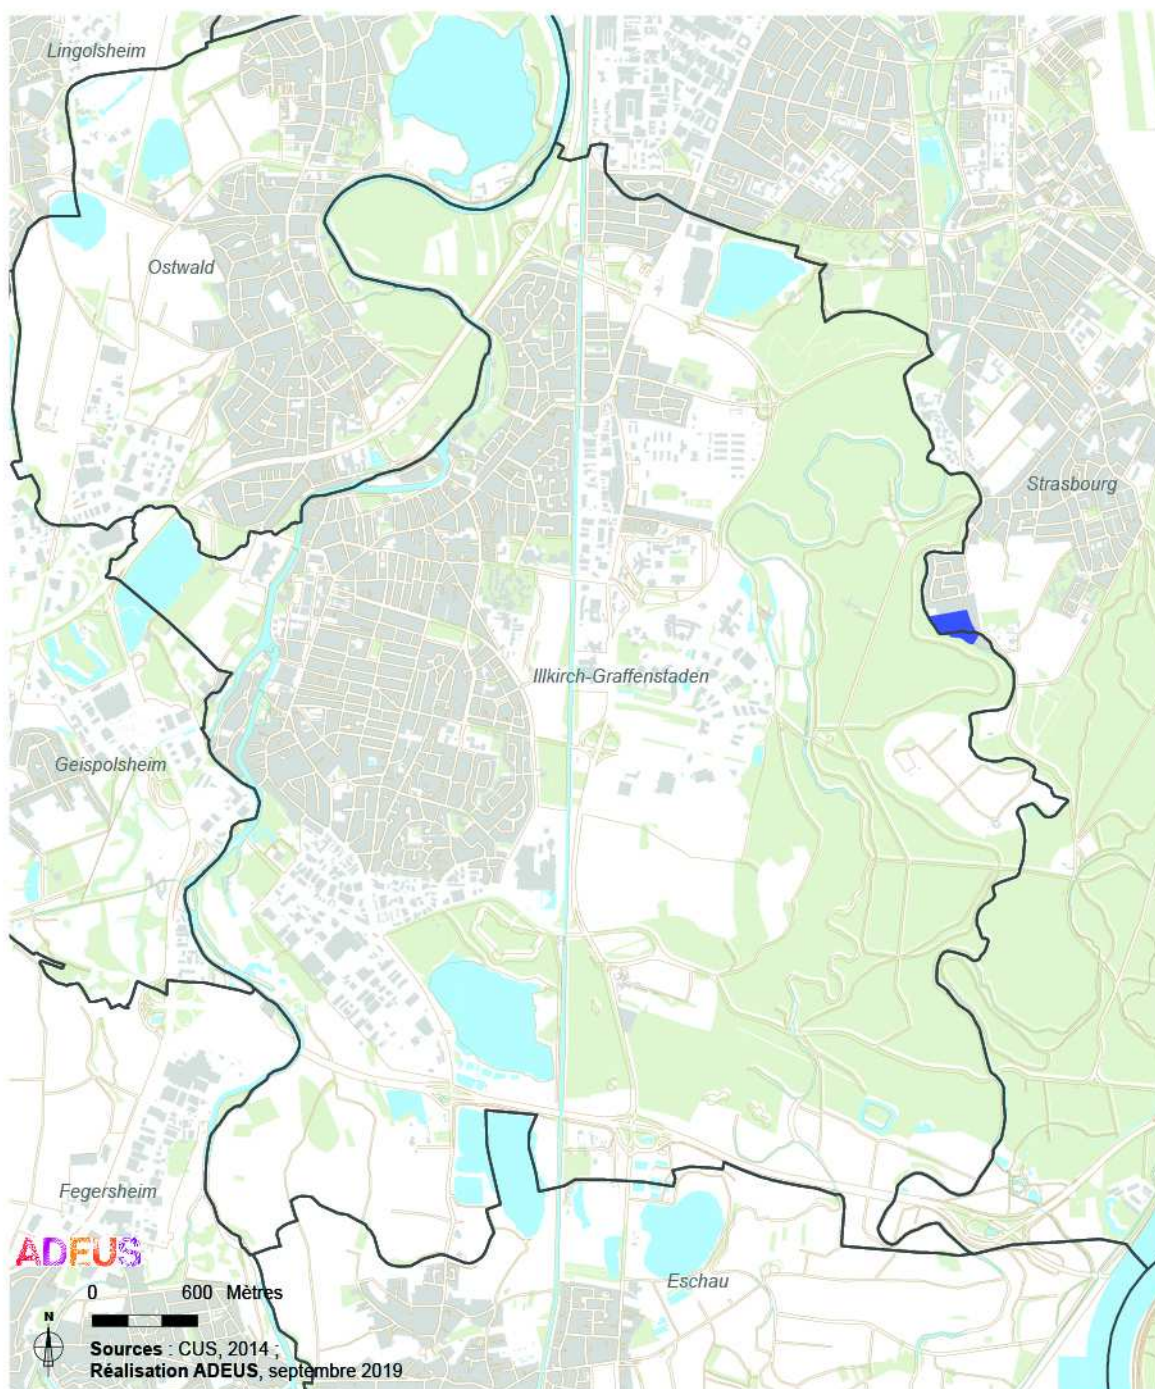 Lingolsheim
Ostwald
Strasbourg
Illkirch-Graffenstaden
Geispolsheim
Fegersheim
ADEUS
Eschau
0 600 Mètres
N
Sources : CUS, 2014 ;
Réalisation ADEUS, septembre 2019